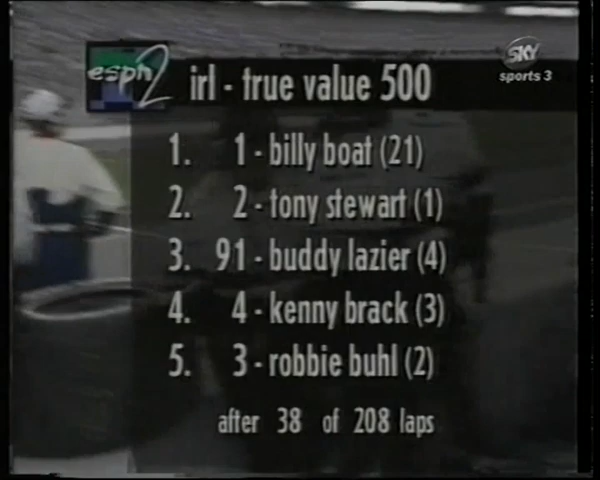 espn2 irl - true value 500
SKY
sports 3
1. 1 - billy boat (21)
2. 2 - tony stewart (1)
3. 91 - buddy lazier (4)
4. 4 - kenny brack (3)
5. 3 - robbie buhl (2)
after 38 of 208 laps